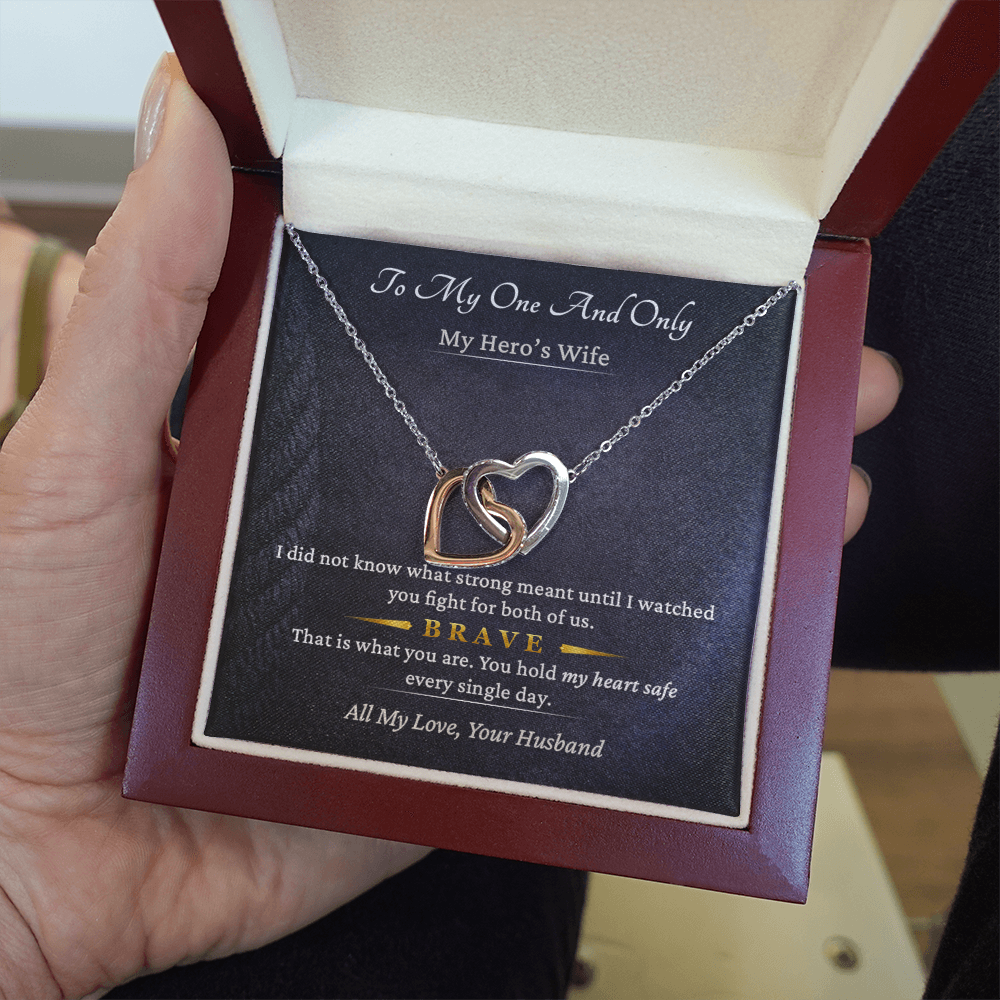 To My One And Only
My Hero's Wife
I did not know what strong meant until I watched
you fight for both of us.
BRAVE
That is what you are. You hold my heart safe
every single day.
All My Love, Your Husband